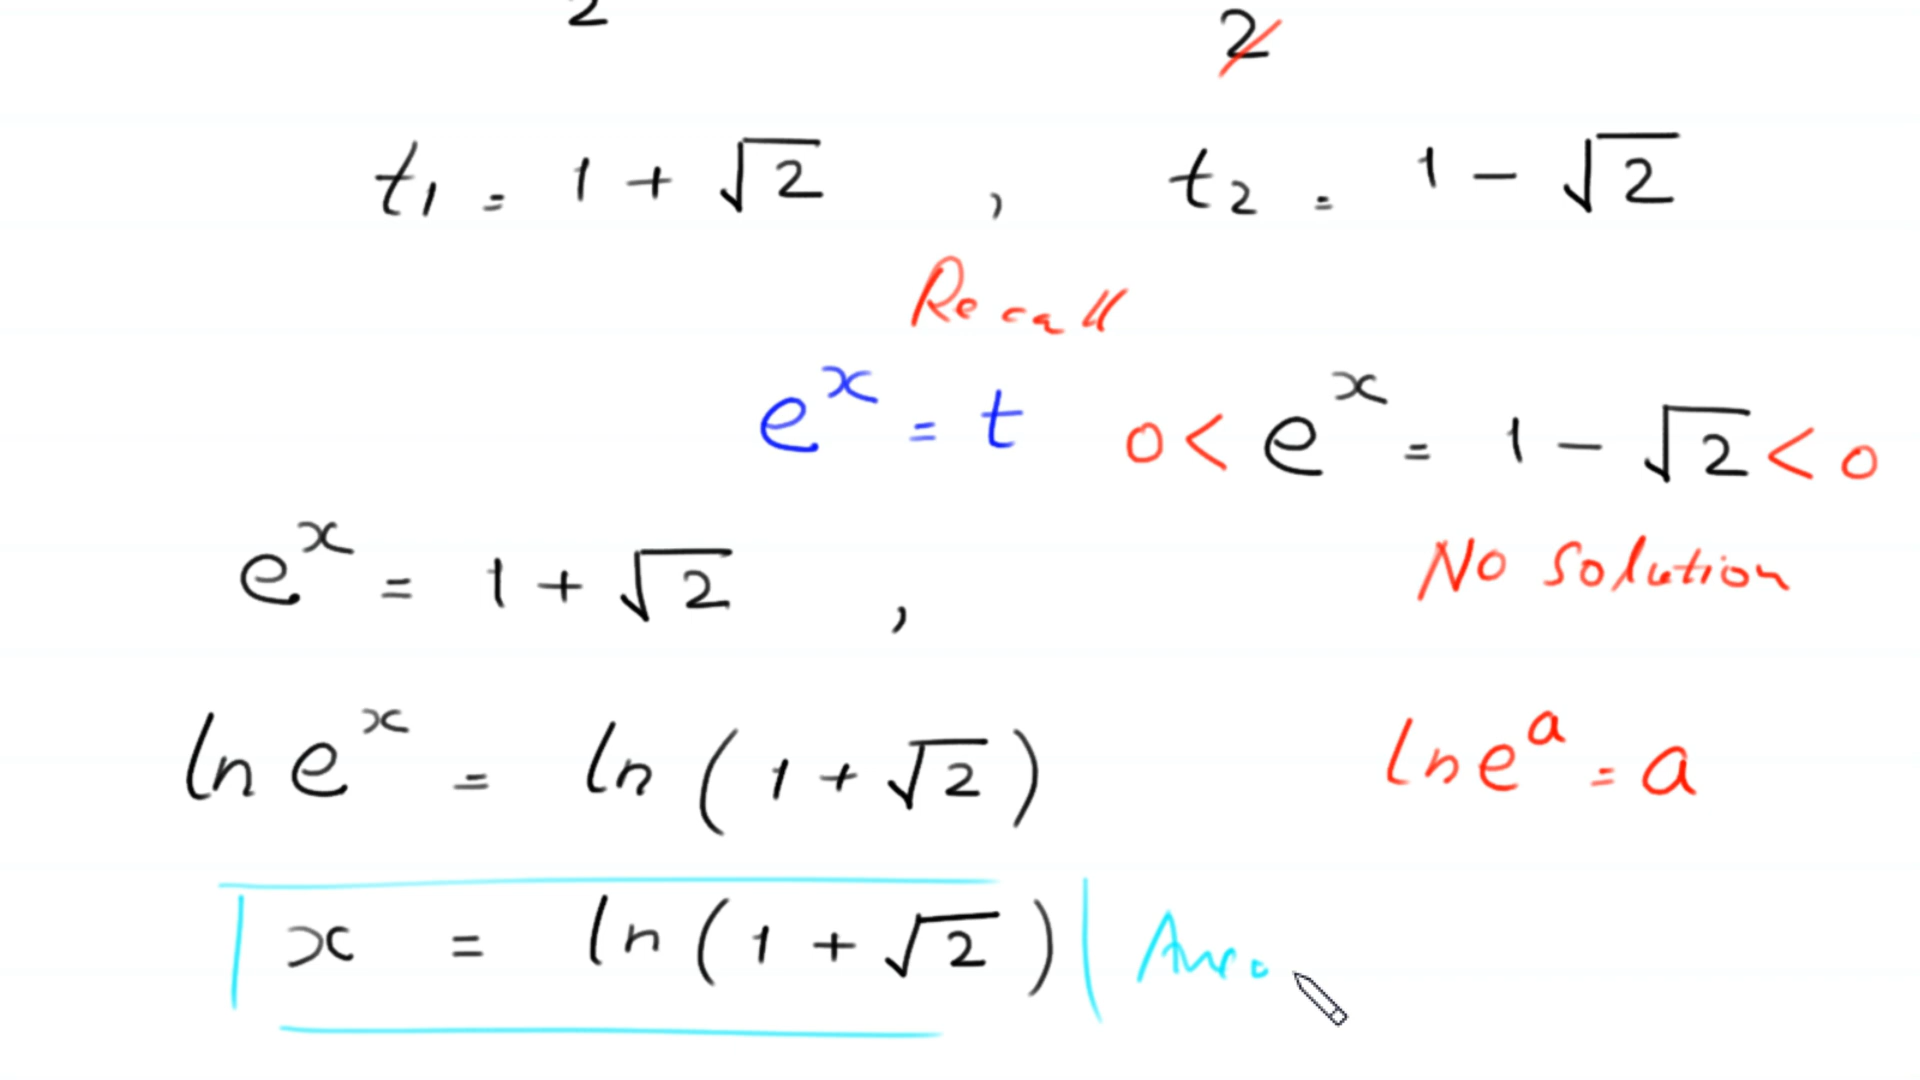 2 2
t₁ = 1 + √2 , t₂ = 1 − √2
Recall
eˣ = t 0 < eˣ = 1 − √2 < 0
eˣ = 1 + √2 , No Solution
ln eˣ = ln (1 + √2) ln eᵃ = a
x = ln (1 + √2)